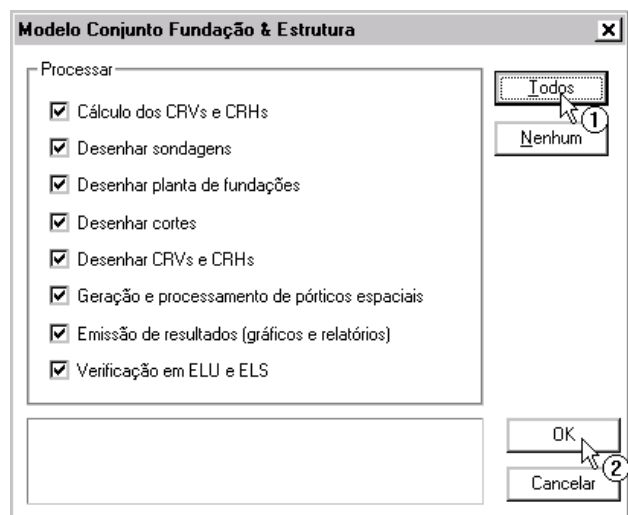 Modelo Conjunto Fundação & Estrutura
Processar
Cálculo dos CRVs e CRHs
Desenhar sondagens
Desenhar planta de fundações
Desenhar cortes
Desenhar CRVs e CRHs
Geração e processamento de pórticos espaciais
Emissão de resultados (gráficos e relatórios)
Verificação em ELU e ELS
Todos
1
Nenhum
OK
2
Cancelar